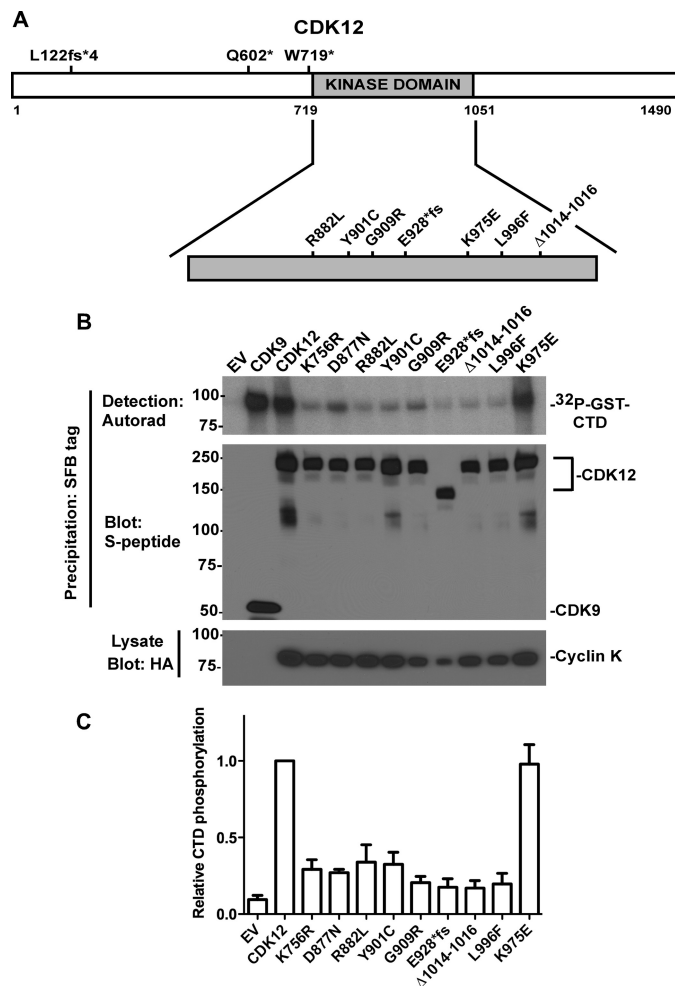 A
CDK12
L122fs*4 Q602* W719*
KINASE DOMAIN
1 719 1051 1490
R882L Y901C G909R E928*fs K975E L996F Δ1014-1016
B
EV CDK9 CDK12 K756R D877N R882L Y901C G909R E928*fs Δ1014-1016 L996F K975E
Precipitation: SFB tag
Detection:
Autorad
100-
75-
-32P-GST-
CTD
Blot:
S-peptide
250-
150-
100-
75-
50-
-CDK12
-CDK9
Lysate
Blot: HA
100-
75-
-Cyclin K
C
Relative CTD phosphorylation
1.0
0.5
0.0
EV CDK12 K756R D877N R882L Y901C G909R E928*fs Δ1014-1016 L996F K975E